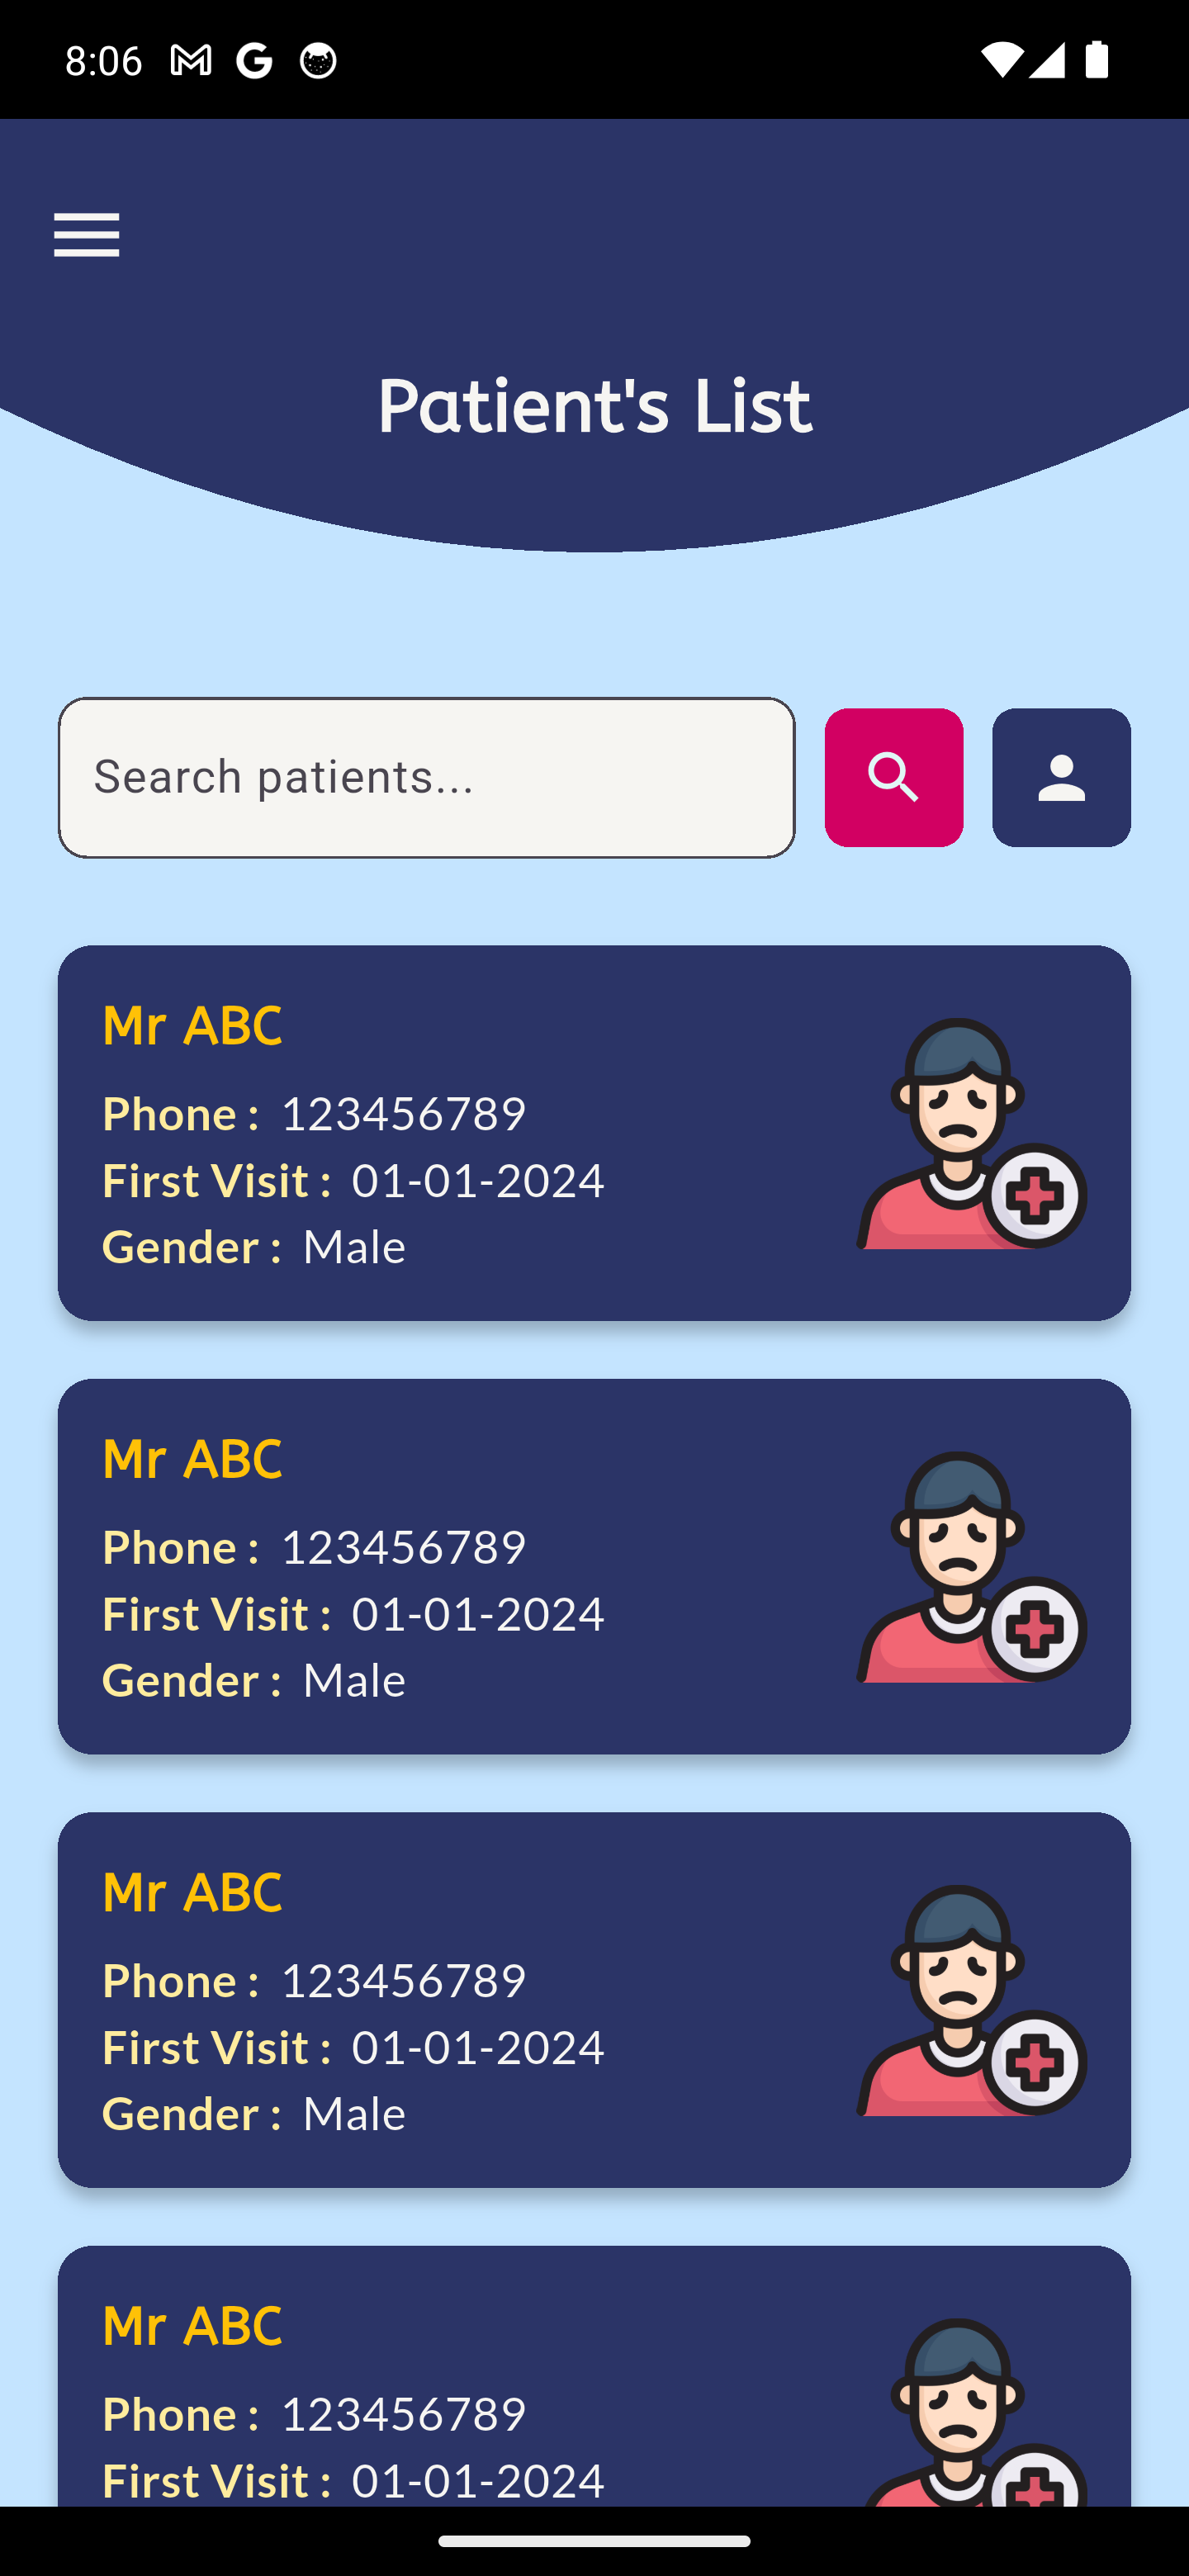 8:06
Patient's List
Search patients...
Mr ABC
Phone : 123456789
First Visit : 01-01-2024
Gender : Male
Mr ABC
Phone : 123456789
First Visit : 01-01-2024
Gender : Male
Mr ABC
Phone : 123456789
First Visit : 01-01-2024
Gender : Male
Mr ABC
Phone : 123456789
First Visit : 01-01-2024